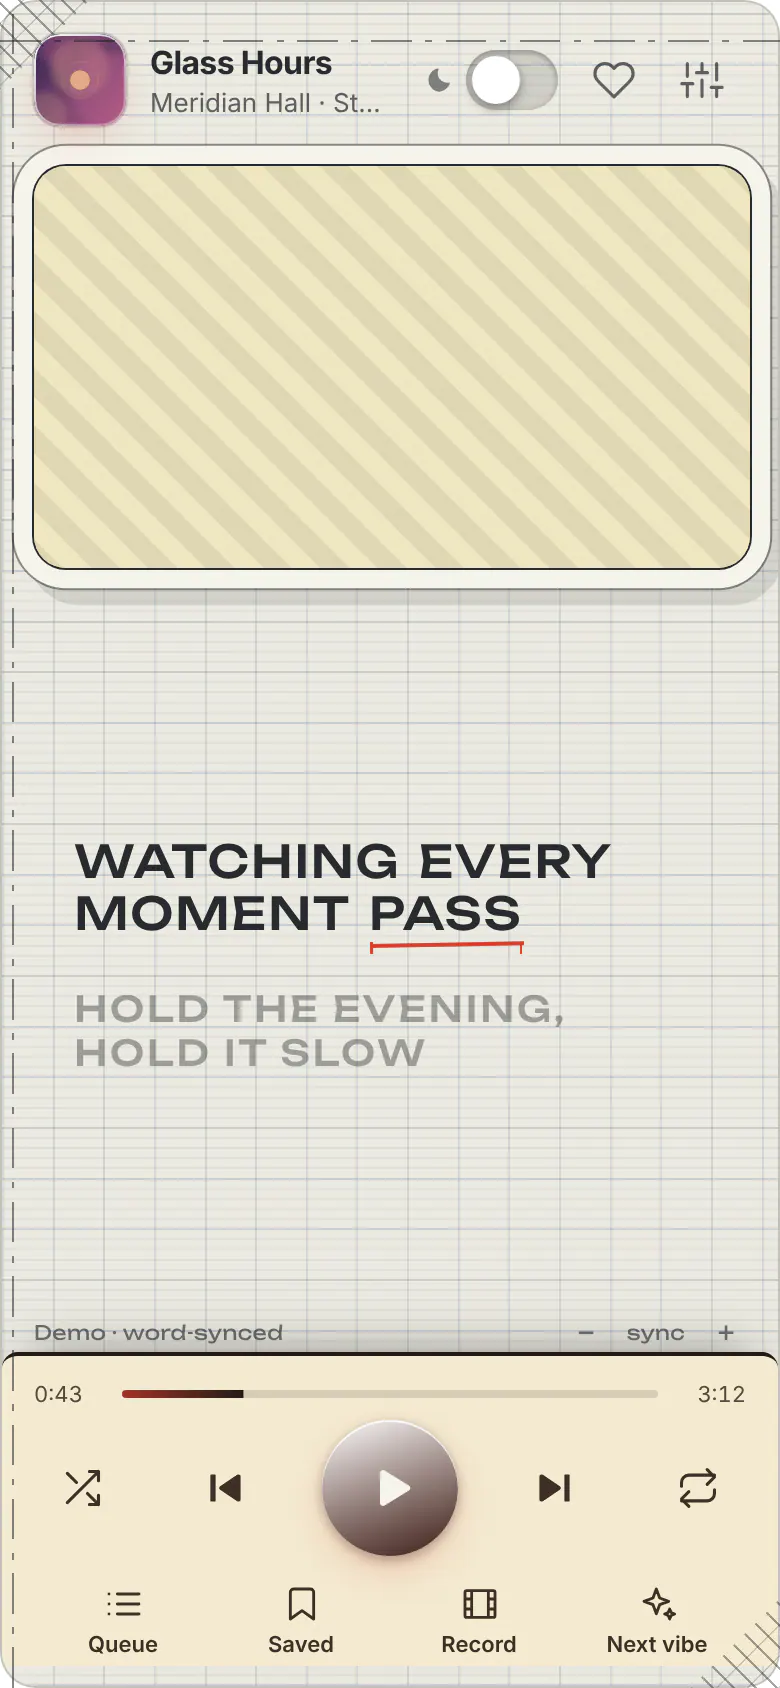 Glass Hours
Meridian Hall · St...
WATCHING EVERY
MOMENT PASS
HOLD THE EVENING,
HOLD IT SLOW
Demo · word-synced
− sync +
0:43
3:12
Queue
Saved
Record
Next vibe